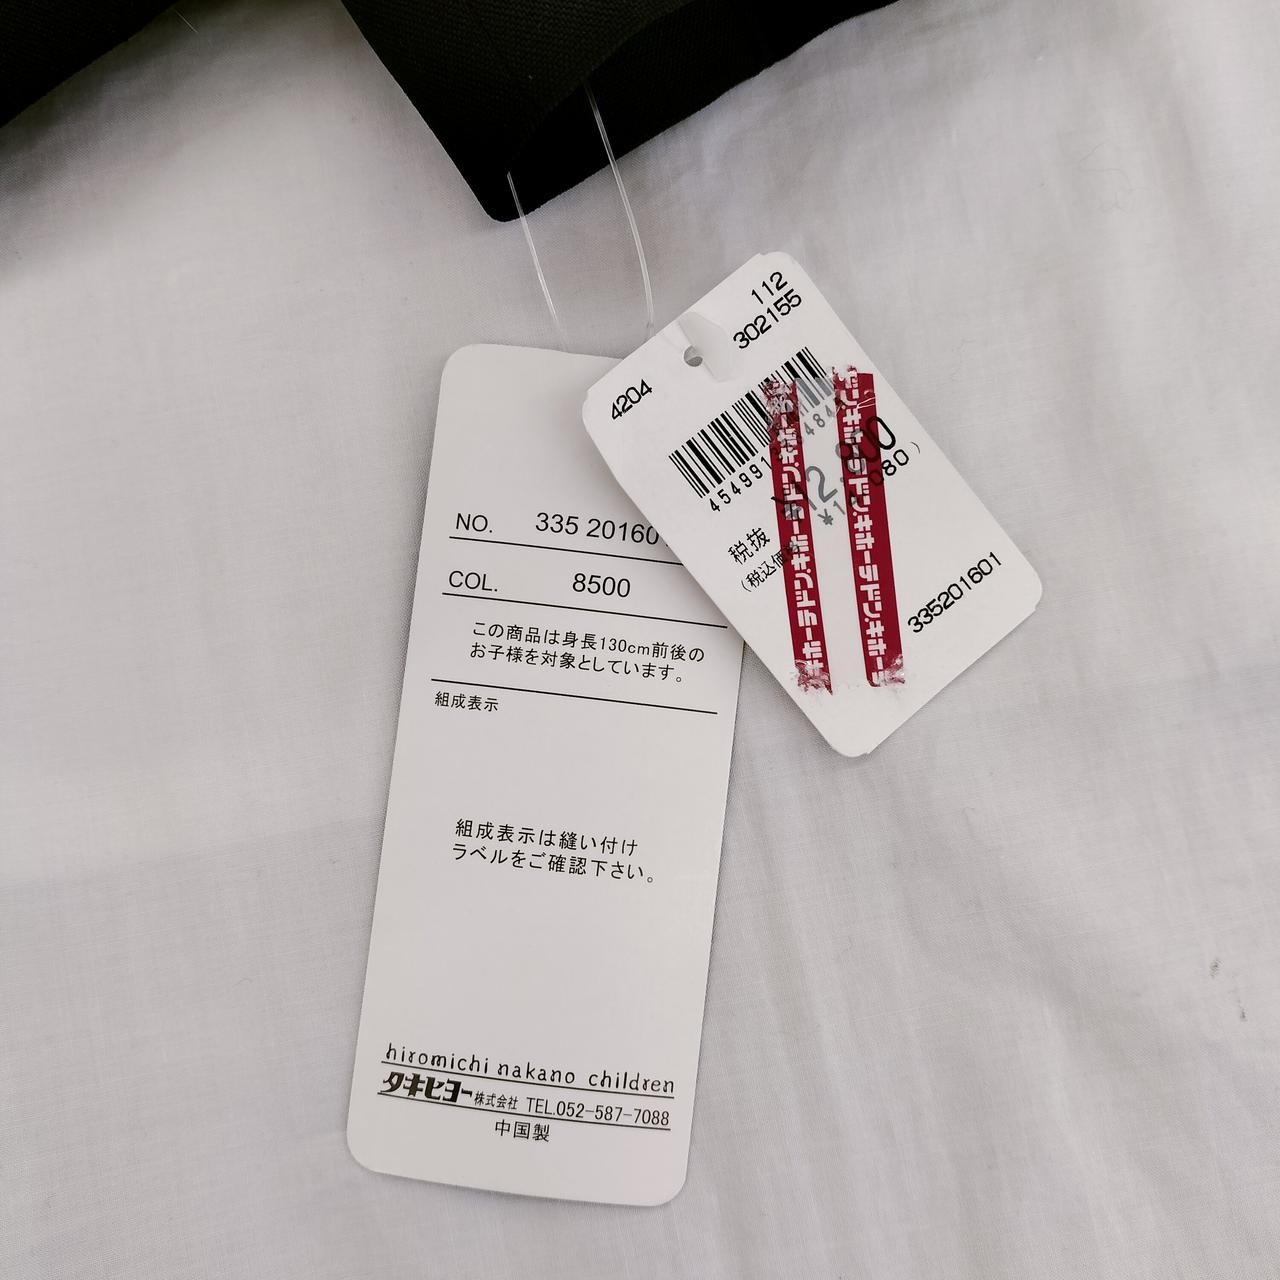 112
302155
4204
税抜
335201601
NO. 335 20160
COL. 8500
この商品は身長130cm前後の
お子様を対象としています。
組成表示
組成表示は縫い付け
ラベルをご確認下さい。
hiromichi nakano children
タキヒヨー株式会社 TEL.052-587-7088
中国製